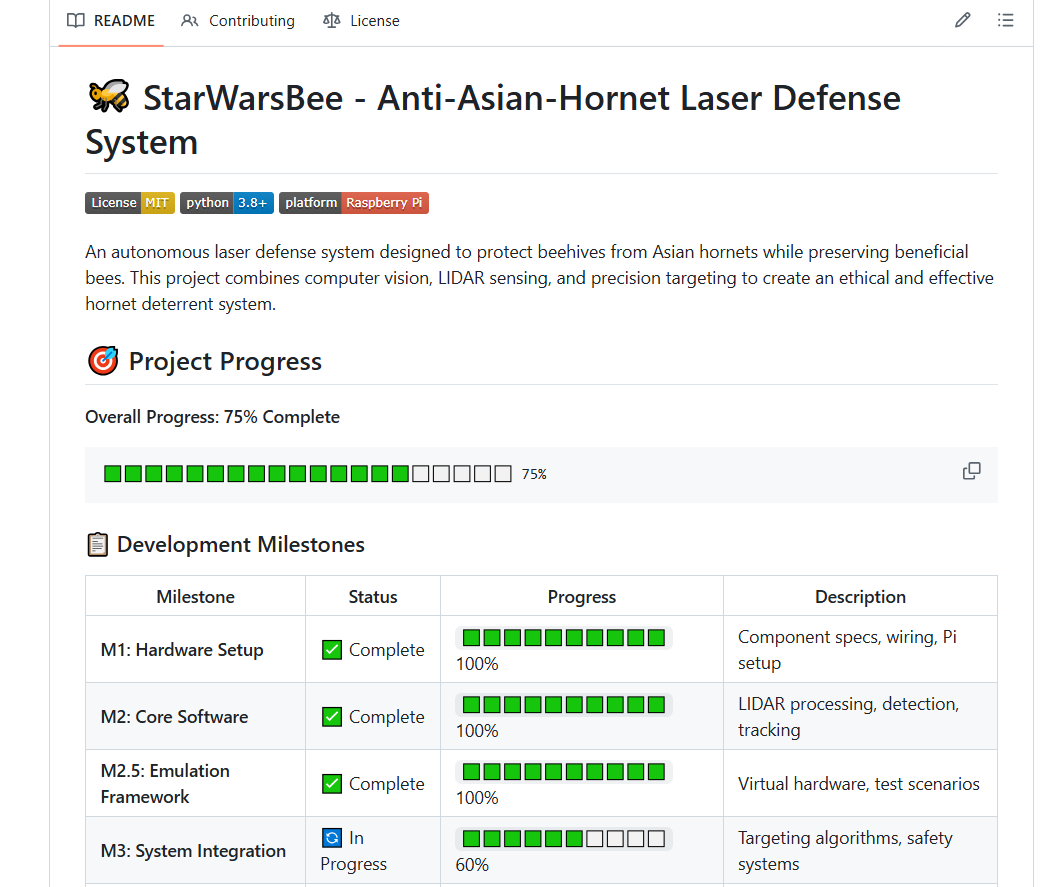 README Contributing License
StarWarsBee - Anti-Asian-Hornet Laser Defense
System
License MIT python 3.8+ platform Raspberry Pi
An autonomous laser defense system designed to protect beehives from Asian hornets while preserving beneficial
bees. This project combines computer vision, LIDAR sensing, and precision targeting to create an ethical and effective
hornet deterrent system.
Project Progress
Overall Progress: 75% Complete
75%
Development Milestones
Milestone Status Progress Description
M1: Hardware Setup Complete 100% Component specs, wiring, Pi
setup
M2: Core Software Complete 100% LIDAR processing, detection,
tracking
M2.5: Emulation
Framework Complete 100% Virtual hardware, test scenarios
M3: System Integration In
Progress 60% Targeting algorithms, safety
systems